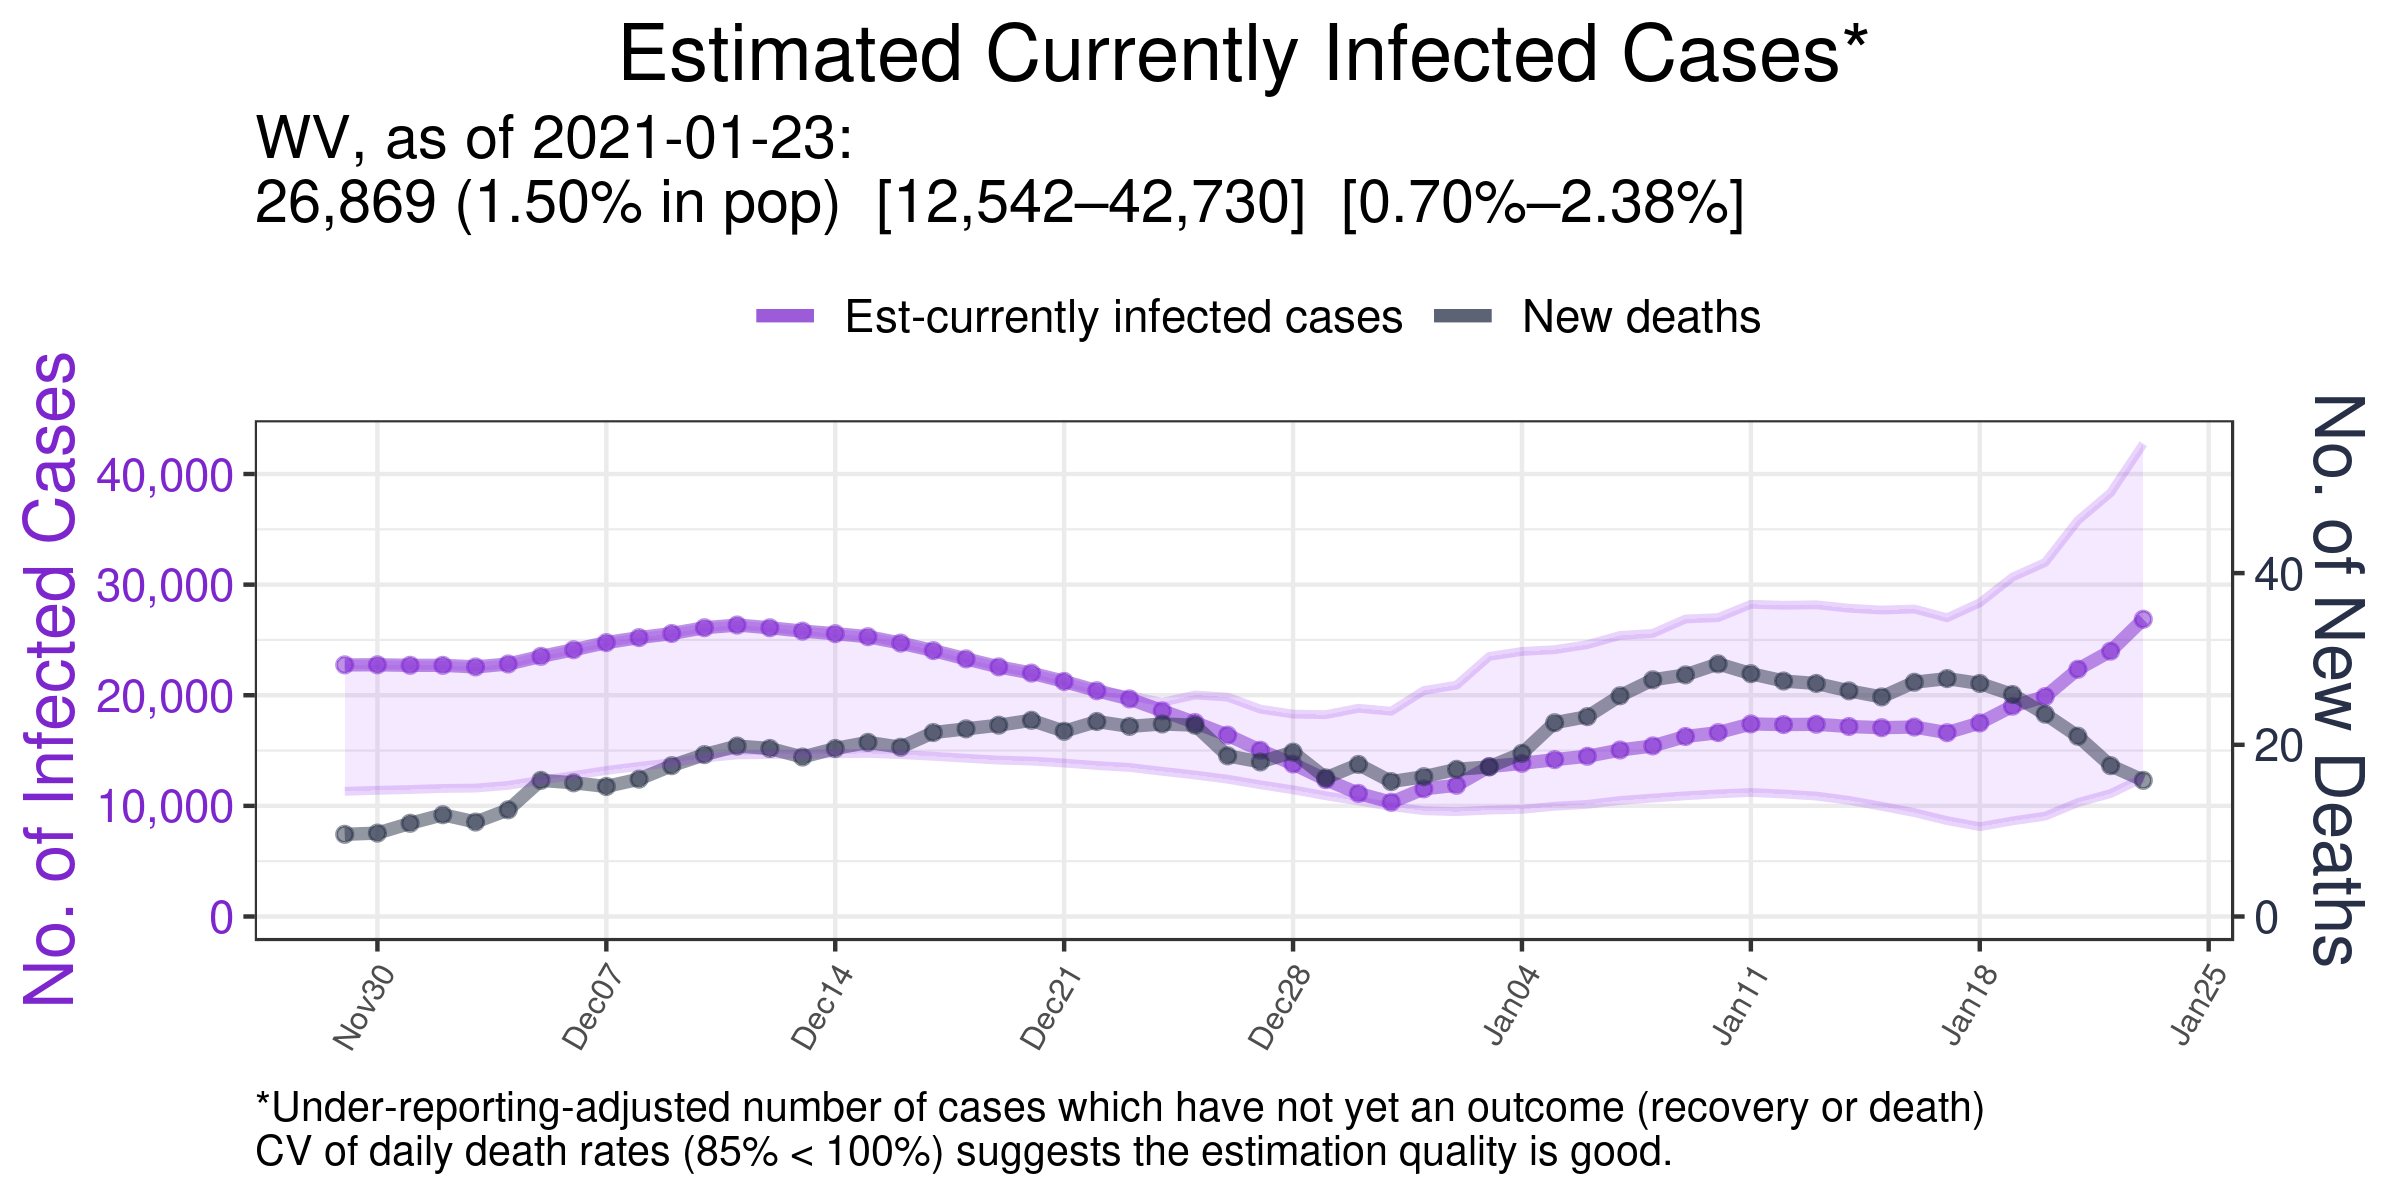 Estimated Currently Infected Cases*
WV, as of 2021-01-23:
26,869 (1.50% in pop)  [12,542–42,730]  [0.70%–2.38%]
Est-currently infected cases
New deaths
No. of Infected Cases
40,000
30,000
20,000
10,000
0
No. of New Deaths
40
20
0
Nov30
Dec07
Dec14
Dec21
Dec28
Jan04
Jan11
Jan18
Jan25
*Under-reporting-adjusted number of cases which have not yet an outcome (recovery or death)
CV of daily death rates (85% < 100%) suggests the estimation quality is good.